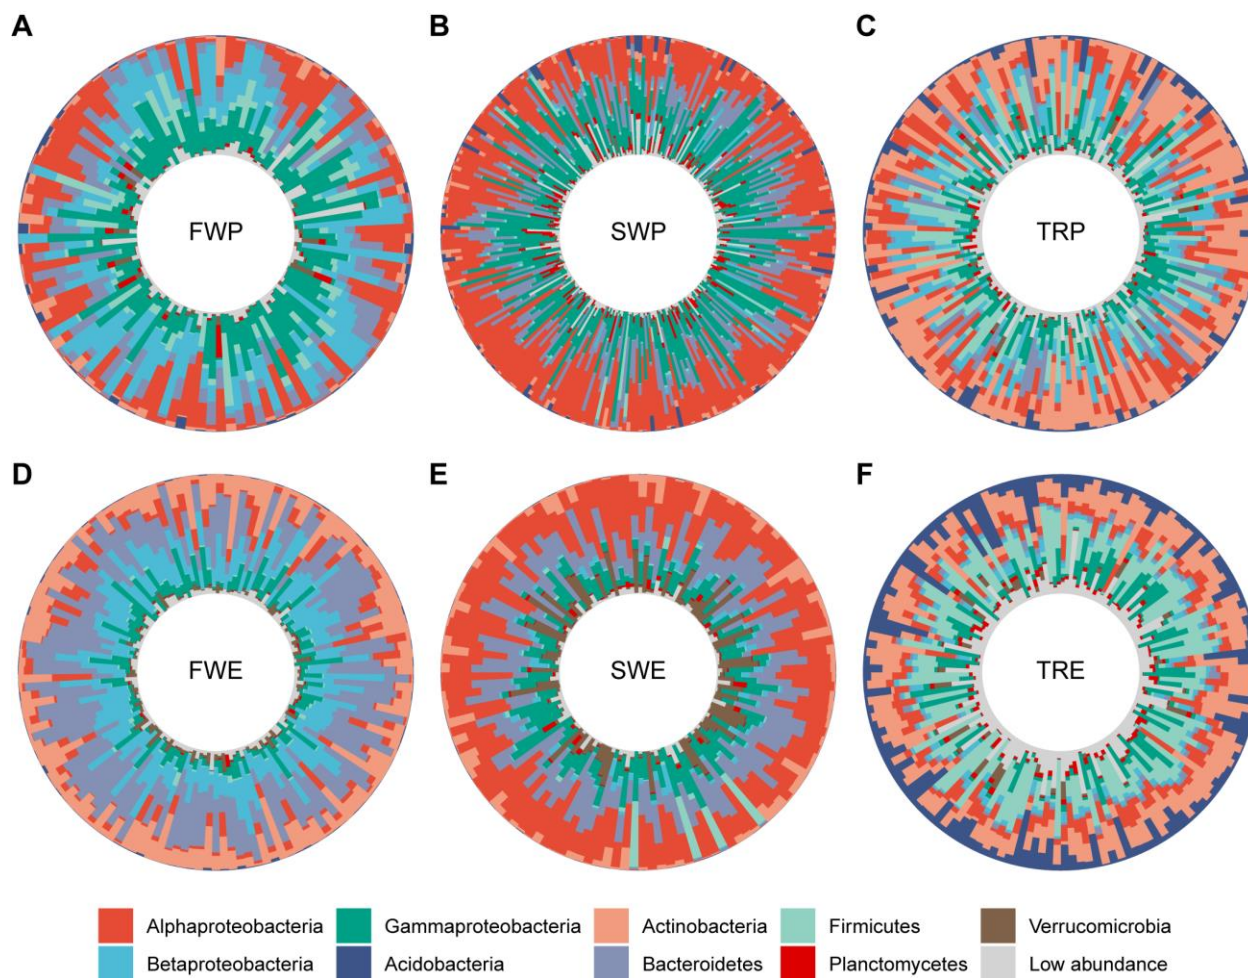 A
B
C
FWP
SWP
TRP
D
E
F
FWE
SWE
TRE
Alphaproteobacteria
Gammaproteobacteria
Actinobacteria
Firmicutes
Verrucomicrobia
Betaproteobacteria
Acidobacteria
Bacteroidetes
Planctomycetes
Low abundance